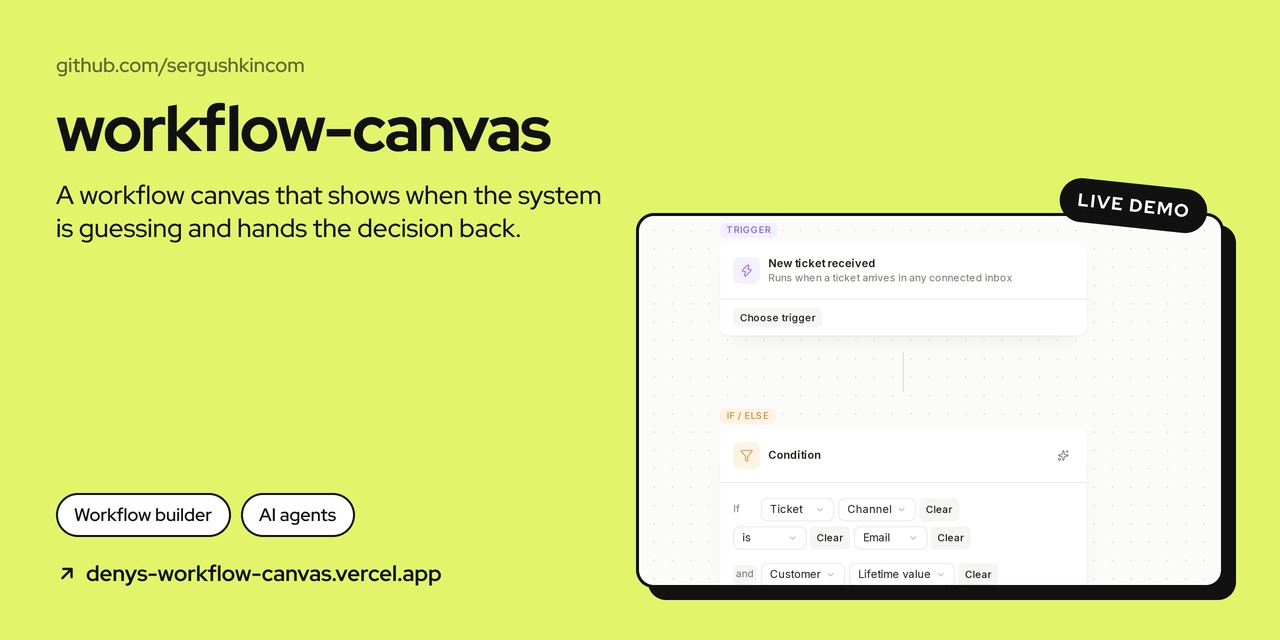 github.com/sergushkincom
workflow-canvas
A workflow canvas that shows when the system
is guessing and hands the decision back.
LIVE DEMO
TRIGGER
New ticket received
Runs when a ticket arrives in any connected inbox
Choose trigger
IF / ELSE
Condition
If Ticket Channel Clear
is Clear Email Clear
and Customer Lifetime value Clear
Workflow builder AI agents
denys-workflow-canvas.vercel.app